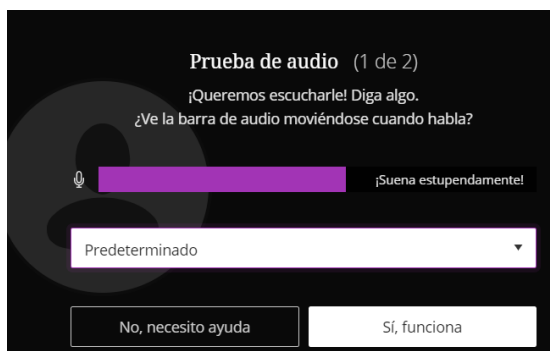 Prueba de audio (1 de 2)
¡Queremos escucharle! Diga algo.
¿Ve la barra de audio moviéndose cuando habla?
¡Suena estupendamente!
Predeterminado
No, necesito ayuda
Sí, funciona